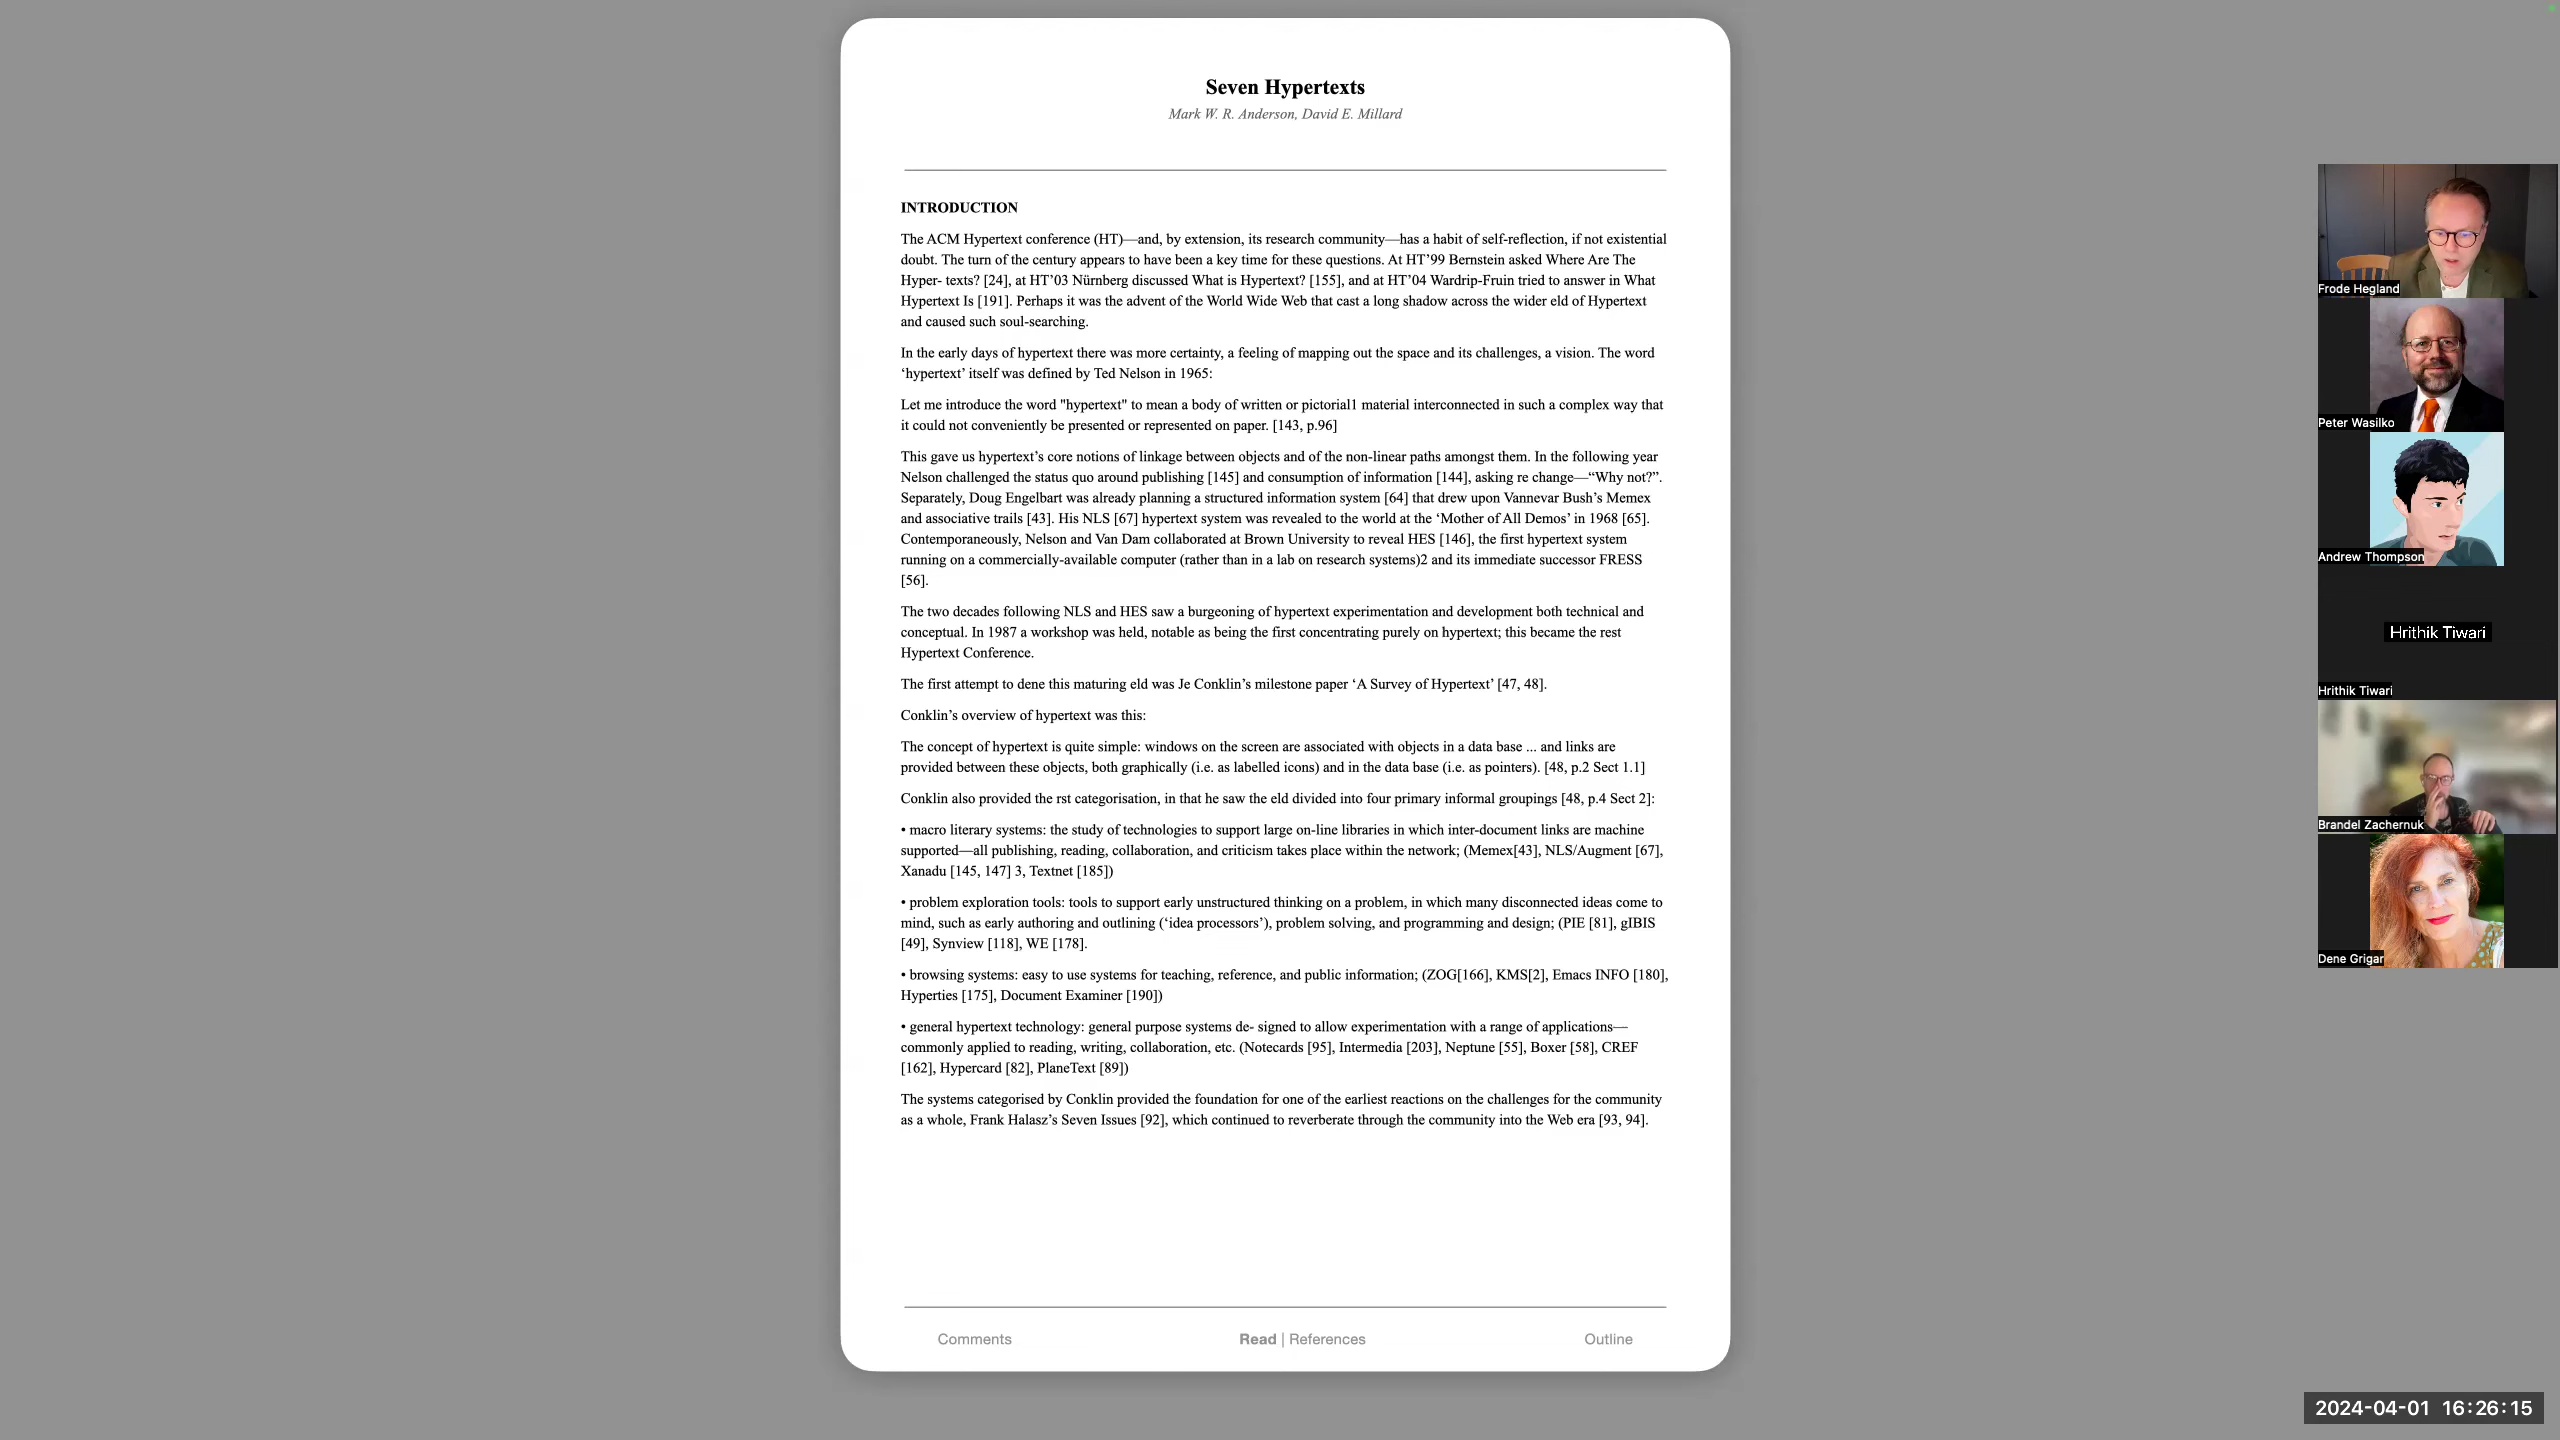 Seven Hypertexts
Mark W. R. Anderson, David E. Millard
INTRODUCTION
The ACM Hypertext conference (HT)—and, by extension, its research community—has a habit of self-reflection, if not existential
doubt. The turn of the century appears to have been a key time for these questions. At HT’99 Bernstein asked Where Are The
Hyper- texts? [24], at HT’03 Nürnberg discussed What is Hypertext? [155], and at HT’04 Wardrip-Fruin tried to answer in What
Hypertext Is [191]. Perhaps it was the advent of the World Wide Web that cast a long shadow across the wider eld of Hypertext
and caused such soul-searching.
In the early days of hypertext there was more certainty, a feeling of mapping out the space and its challenges, a vision. The word
‘hypertext’ itself was defined by Ted Nelson in 1965:
Let me introduce the word "hypertext" to mean a body of written or pictorial1 material interconnected in such a complex way that
it could not conveniently be presented or represented on paper. [143, p.96]
This gave us hypertext’s core notions of linkage between objects and of the non-linear paths amongst them. In the following year
Nelson challenged the status quo around publishing [145] and consumption of information [144], asking re change—“Why not?”.
Separately, Doug Engelbart was already planning a structured information system [64] that drew upon Vannevar Bush’s Memex
and associative trails [43]. His NLS [67] hypertext system was revealed to the world at the ‘Mother of All Demos’ in 1968 [65].
Contemporaneously, Nelson and Van Dam collaborated at Brown University to reveal HES [146], the first hypertext system
running on a commercially-available computer (rather than in a lab on research systems)2 and its immediate successor FRESS
[56].
The two decades following NLS and HES saw a burgeoning of hypertext experimentation and development both technical and
conceptual. In 1987 a workshop was held, notable as being the first concentrating purely on hypertext; this became the rest
Hypertext Conference.
The first attempt to dene this maturing eld was Je Conklin’s milestone paper ‘A Survey of Hypertext’ [47, 48].
Conklin’s overview of hypertext was this:
The concept of hypertext is quite simple: windows on the screen are associated with objects in a data base ... and links are
provided between these objects, both graphically (i.e. as labelled icons) and in the data base (i.e. as pointers). [48, p.2 Sect 1.1]
Conklin also provided the rst categorisation, in that he saw the eld divided into four primary informal groupings [48, p.4 Sect 2]:
• macro literary systems: the study of technologies to support large on-line libraries in which inter-document links are machine
supported—all publishing, reading, collaboration, and criticism takes place within the network; (Memex[43], NLS/Augment [67],
Xanadu [145, 147] 3, Textnet [185])
• problem exploration tools: tools to support early unstructured thinking on a problem, in which many disconnected ideas come to
mind, such as early authoring and outlining (‘idea processors’), problem solving, and programming and design; (PIE [81], gIBIS
[49], Synview [118], WE [178].
• browsing systems: easy to use systems for teaching, reference, and public information; (ZOG[166], KMS[2], Emacs INFO [180],
Hyperties [175], Document Examiner [190])
• general hypertext technology: general purpose systems de- signed to allow experimentation with a range of applications—
commonly applied to reading, writing, collaboration, etc. (Notecards [95], Intermedia [203], Neptune [55], Boxer [58], CREF
[162], Hypercard [82], PlaneText [89])
The systems categorised by Conklin provided the foundation for one of the earliest reactions on the challenges for the community
as a whole, Frank Halasz’s Seven Issues [92], which continued to reverberate through the community into the Web era [93, 94].
Comments
Read | References
Outline
Frode Hegland
Peter Wasilko
Andrew Thompson
Hrithik Tiwari
Hrithik Tiwari
Brandel Zachernuk
Dene Grigar
2024-04-01 16:26:15